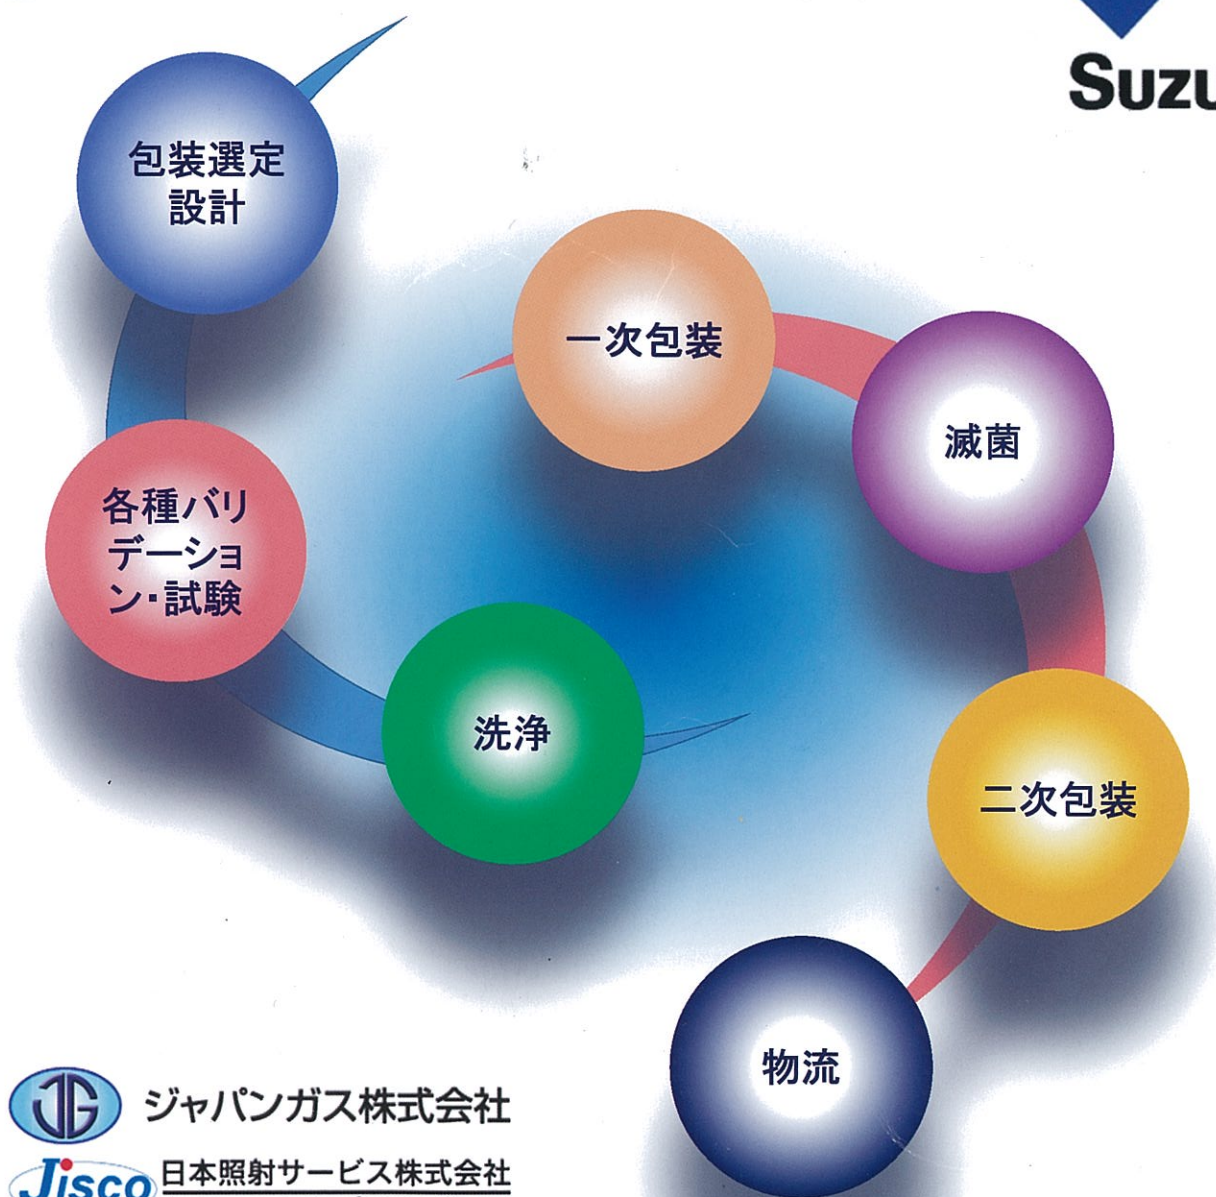 Suzu
包装選定
設計
一次包装
滅菌
各種バリ
デーショ
ン・試験
洗浄
二次包装
物流
JG ジャパンガス株式会社
Jisco 日本照射サービス株式会社